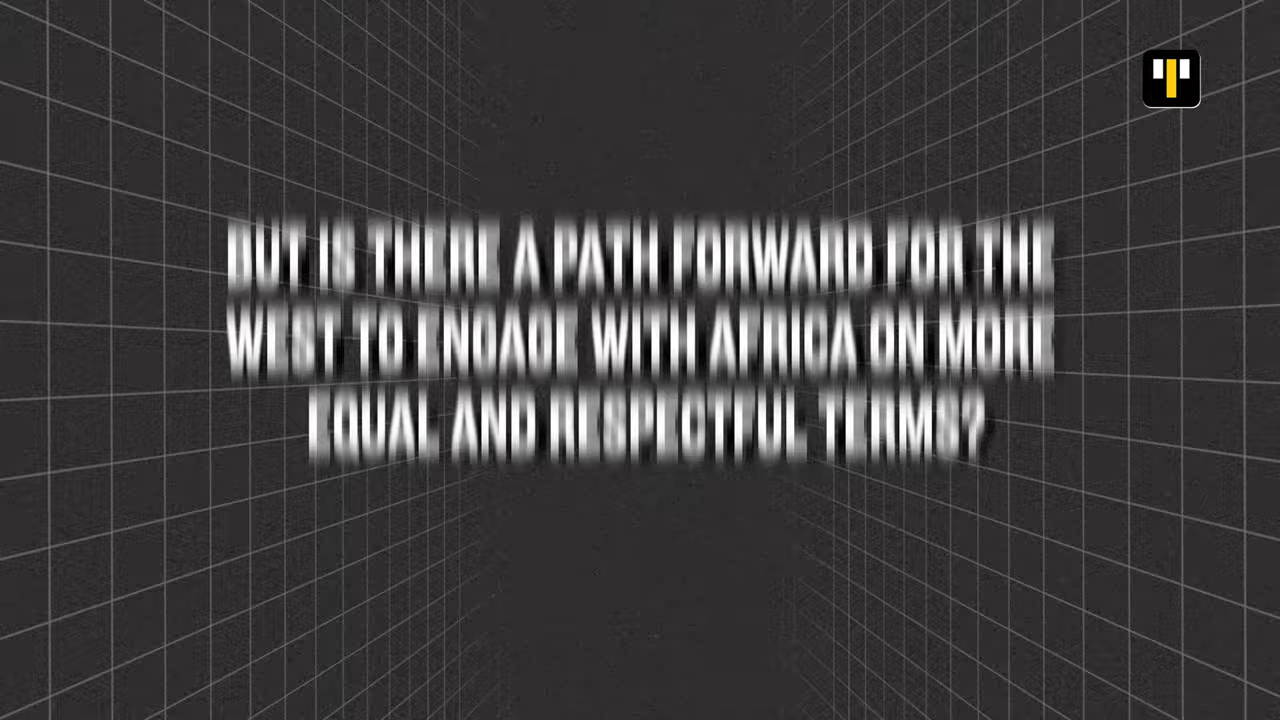 BUT IS THERE A PATH FORWARD FOR THE
WEST TO ENGAGE WITH AFRICA ON MORE
EQUAL AND RESPECTFUL TERMS?